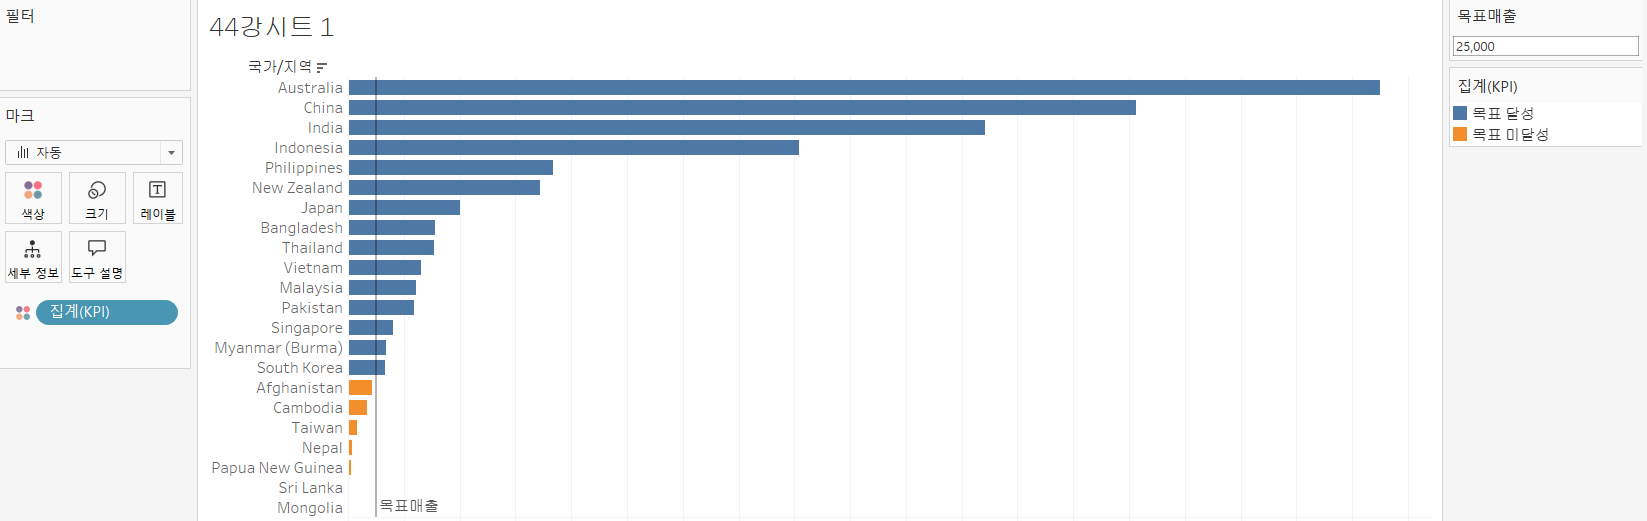 필터
마크
자동
색상
크기
레이블
세부 정보
도구 설명
집계(KPI)
44강시트 1
국가/지역
Australia
China
India
Indonesia
Philippines
New Zealand
Japan
Bangladesh
Thailand
Vietnam
Malaysia
Pakistan
Singapore
Myanmar (Burma)
South Korea
Afghanistan
Cambodia
Taiwan
Nepal
Papua New Guinea
Sri Lanka
Mongolia
목표매출
목표매출
25,000
집계(KPI)
목표 달성
목표 미달성